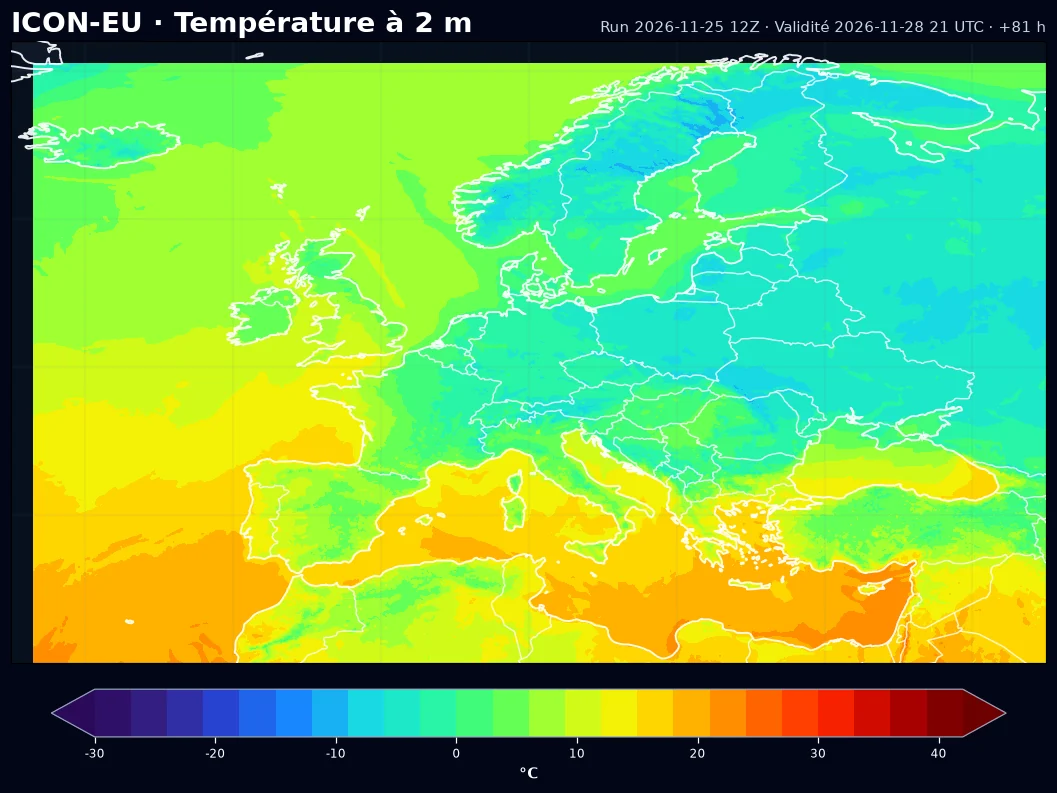 ICON-EU · Température à 2 m
Run 2026-11-25 12Z · Validité 2026-11-28 21 UTC · +81 h
-30 -20 -10 0 10 20 30 40
°C